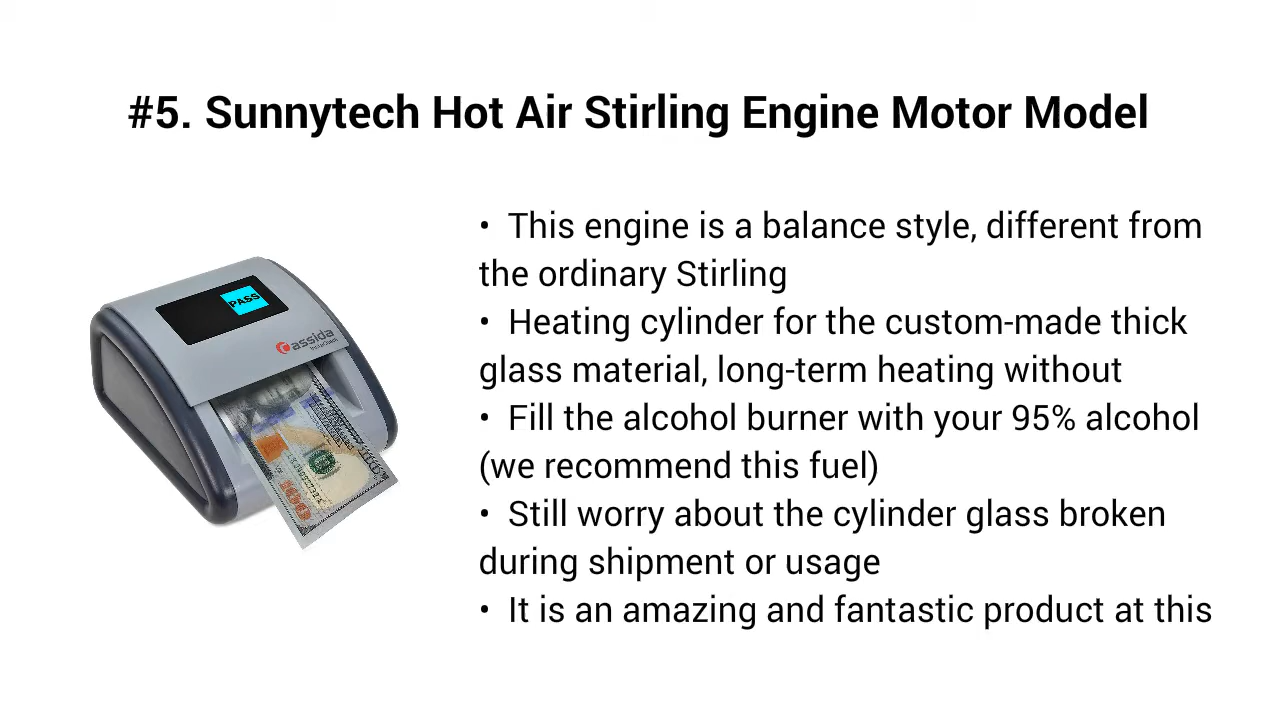 #5. Sunnytech Hot Air Stirling Engine Motor Model
• This engine is a balance style, different from
the ordinary Stirling
• Heating cylinder for the custom-made thick
glass material, long-term heating without
• Fill the alcohol burner with your 95% alcohol
(we recommend this fuel)
• Still worry about the cylinder glass broken
during shipment or usage
• It is an amazing and fantastic product at this
PASS
Cassida